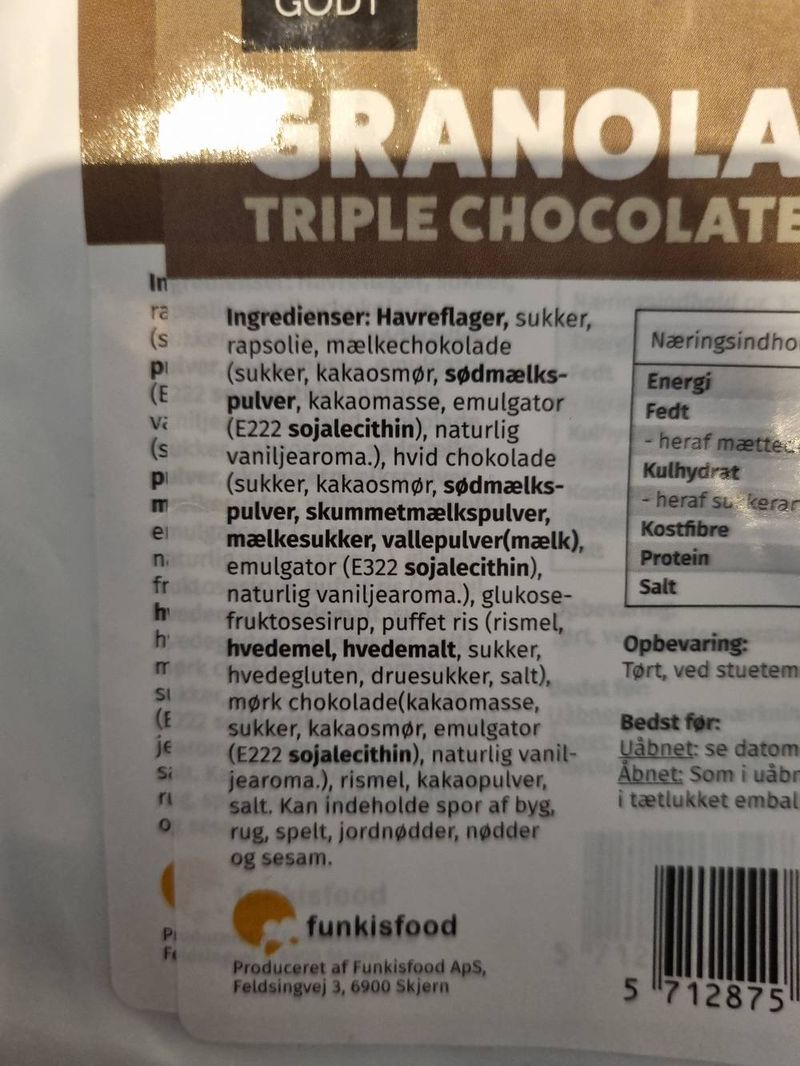 GODT
GRANOLA
TRIPLE CHOCOLATE
Ingredienser: Havreflager, sukker,
rapsolie, mælkechokolade
(sukker, kakaosmør, sødmælks-
pulver, kakaomasse, emulgator
(E222 sojalecithin), naturlig
vaniljearoma.), hvid chokolade
(sukker, kakaosmør, sødmælks-
pulver, skummetmælkspulver,
mælkesukker, vallepulver(mælk),
emulgator (E322 sojalecithin),
naturlig vaniljearoma.), glukose-
fruktosesirup, puffet ris (rismel,
hvedemel, hvedemalt, sukker,
hvedegluten, druesukker, salt),
mørk chokolade(kakaomasse,
sukker, kakaosmør, emulgator
(E222 sojalecithin), naturlig vanil-
jearoma.), rismel, kakaopulver,
salt. Kan indeholde spor af byg,
rug, spelt, jordnødder, nødder
og sesam.
funkisfood
Produceret af Funkisfood ApS,
Feldsingvej 3, 6900 Skjern
Næringsindho
Energi
Fedt
- heraf mættede
Kulhydrat
- heraf sukkerar
Kostfibre
Protein
Salt
Opbevaring:
Tørt, ved stuetem
Bedst før:
Uåbnet: se datom
Åbnet: Som i uåbr
i tætlukket embal
5 712875